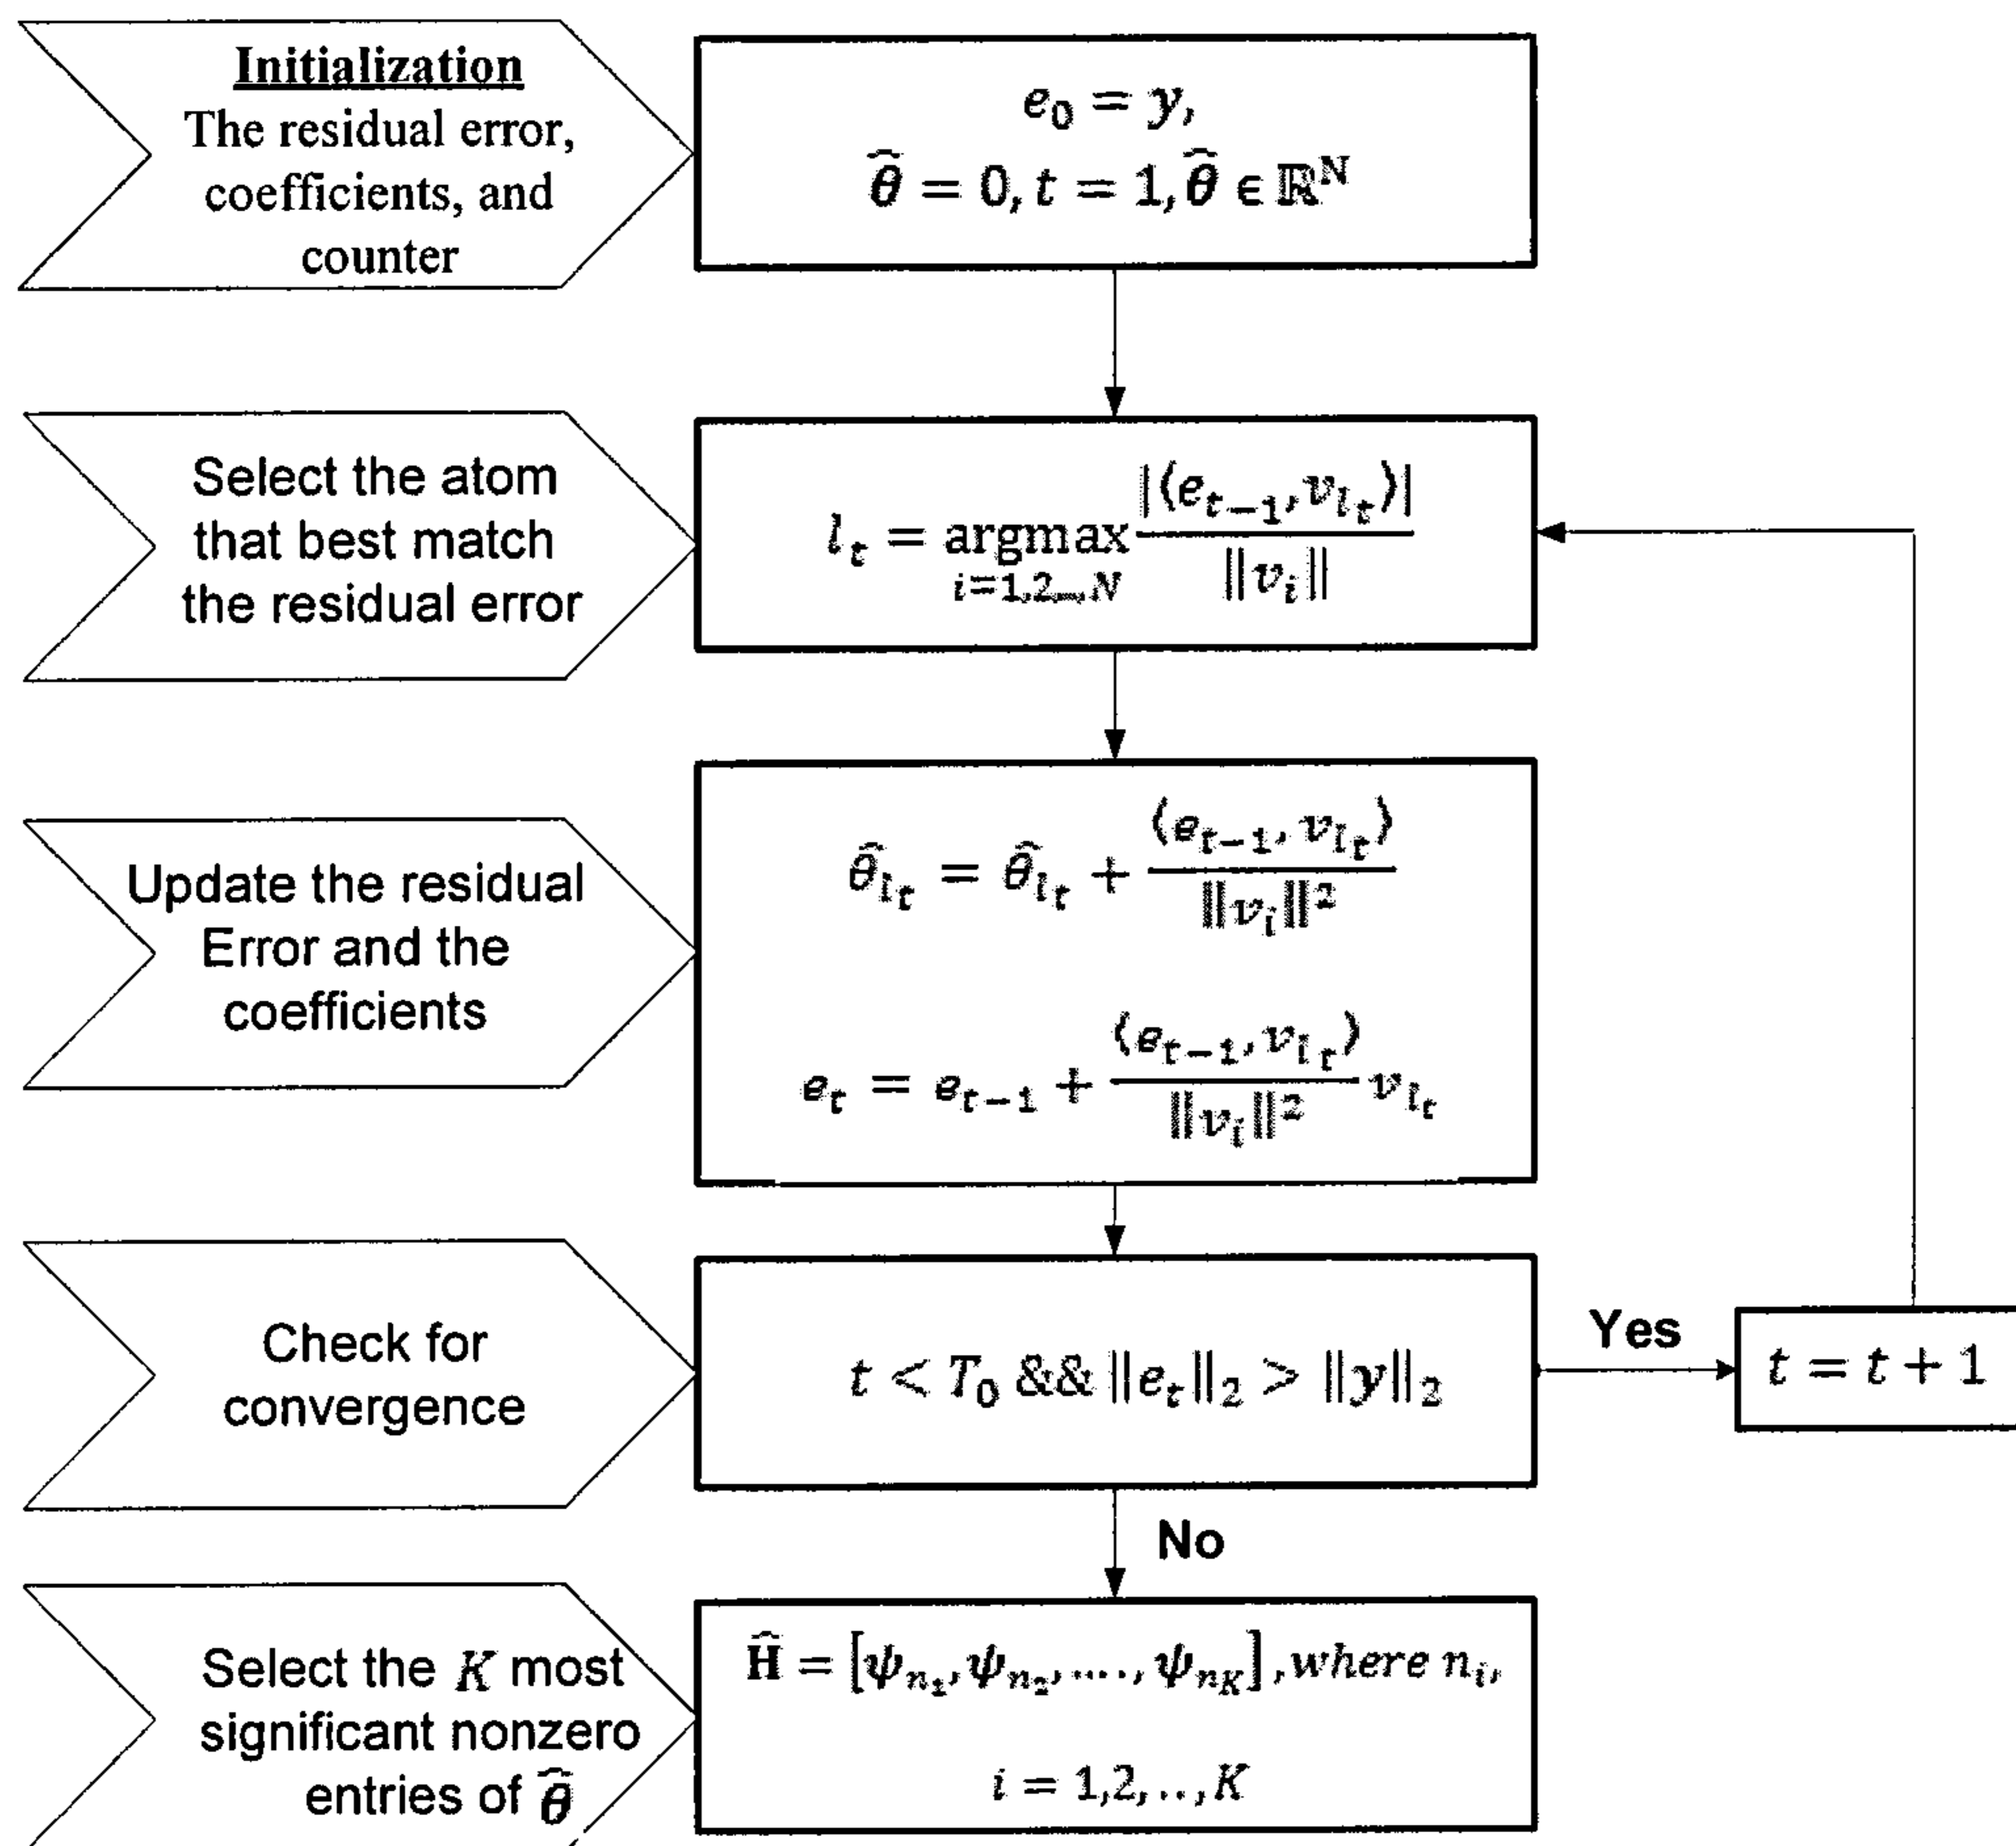 Initialization
The residual error,
coefficients, and
counter
e₀ = y,
θ̂ = 0, t = 1, θ̂ ϵ ℝᴺ
Select the atom
that best match
the residual error
l_t = argmax_{i=1,2...,N} |⟨e_{t−1}, v_{l_t}⟩| / ‖v_i‖
Update the residual
Error and the
coefficients
θ̂_{l_t} = θ̂_{l_t} + ⟨e_{t−1}, v_{l_t}⟩ / ‖v_i‖²
e_t = e_{t−1} + ⟨e_{t−1}, v_{l_t}⟩ / ‖v_i‖² v_{l_t}
Check for
convergence
t < T₀ && ‖e_t‖₂ > ‖y‖₂
Yes
t = t + 1
No
Select the K most
significant nonzero
entries of θ̂
Ĥ = [ψ_{n₁}, ψ_{n₂}, ...., ψ_{n_K}], where n_i,
i = 1,2, .., K